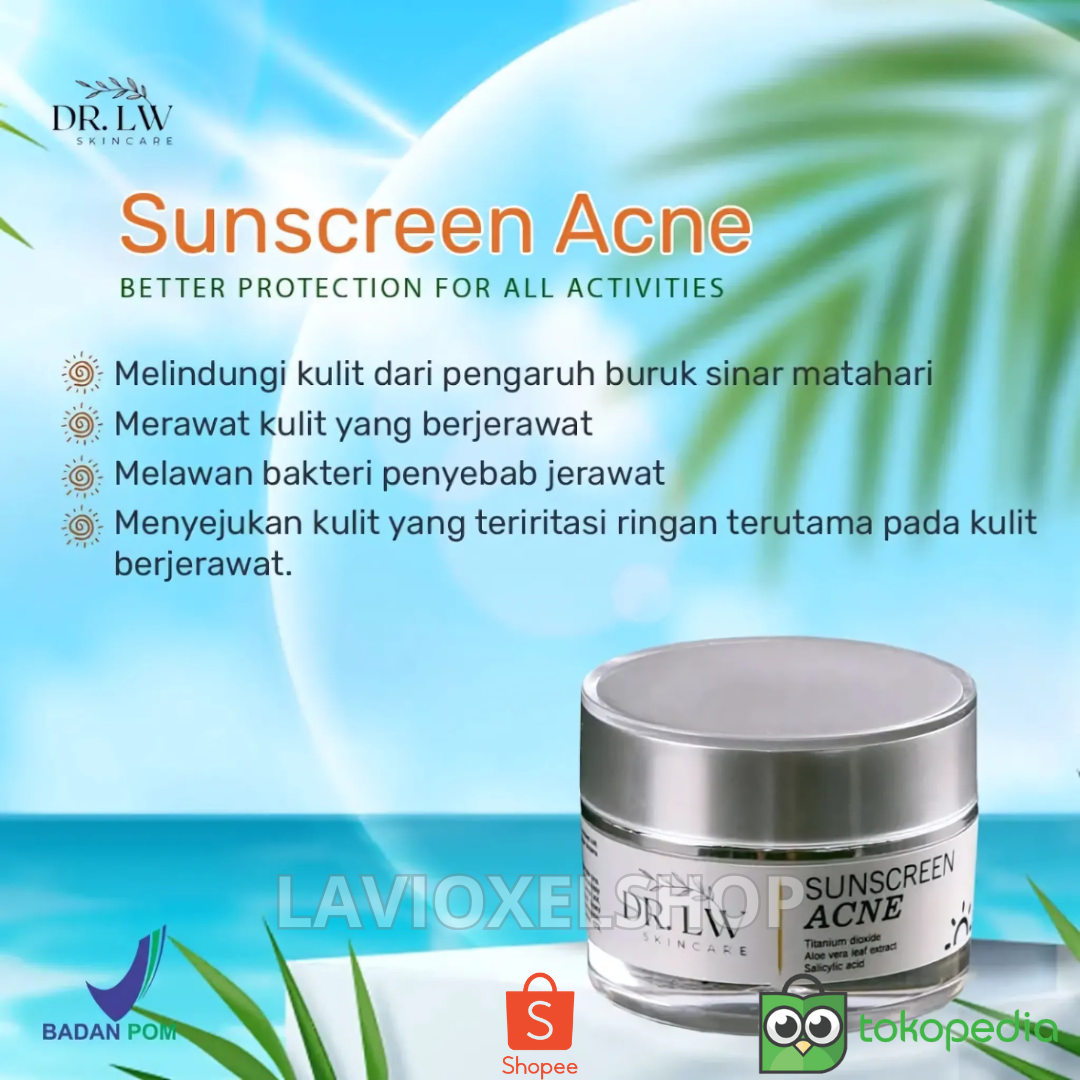 DR. LW
SKINCARE
Sunscreen Acne
BETTER PROTECTION FOR ALL ACTIVITIES
Melindungi kulit dari pengaruh buruk sinar matahari
Merawat kulit yang berjerawat
Melawan bakteri penyebab jerawat
Menyejukan kulit yang teriritasi ringan terutama pada kulit
berjerawat.
LAVIOXELSHOP
DR. LW
SKINCARE
SUNSCREEN
ACNE
Titanium dioxide
Aloe vera leaf extract
Salicylic acid
BADAN POM
S
Shopee
tokopedia